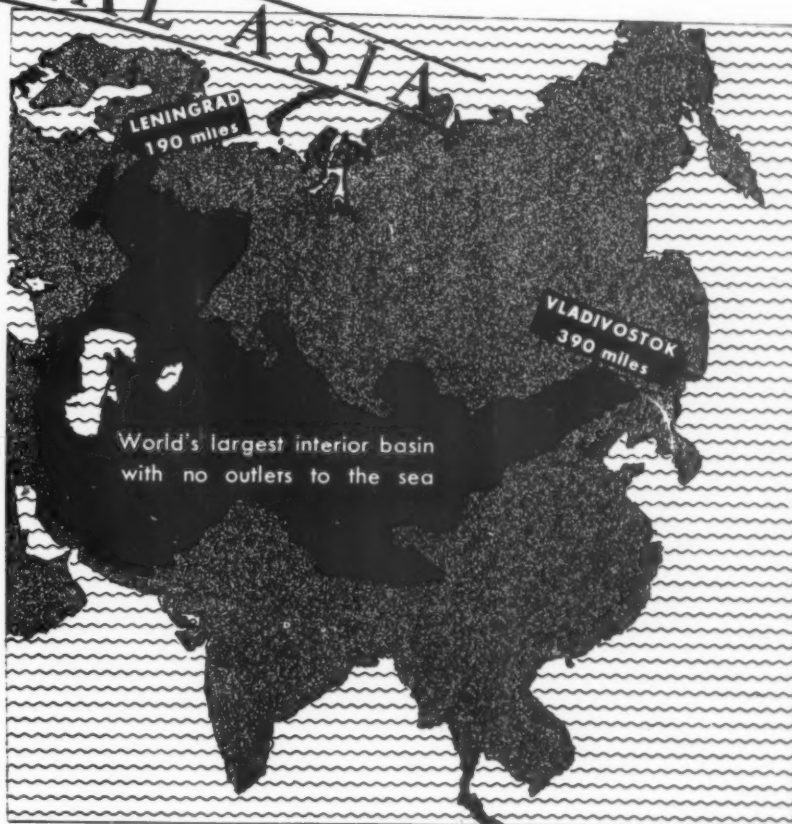 ASIA
LENINGRAD
190 miles
VLADIVOSTOK
390 miles
World's largest interior basin
with no outlers to the sea